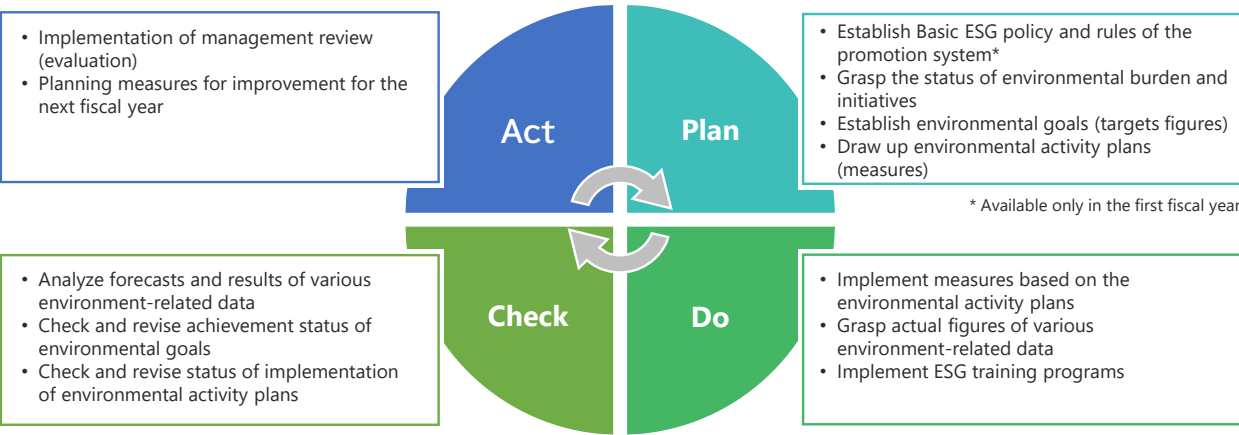 • Implementation of management review
(evaluation)
• Planning measures for improvement for the
next fiscal year
Act
Plan
• Establish Basic ESG policy and rules of the
promotion system*
• Grasp the status of environmental burden and
initiatives
• Establish environmental goals (targets figures)
• Draw up environmental activity plans
(measures)
* Available only in the first fiscal year
• Analyze forecasts and results of various
environment-related data
• Check and revise achievement status of
environmental goals
• Check and revise status of implementation
of environmental activity plans
Check
Do
• Implement measures based on the
environmental activity plans
• Grasp actual figures of various
environment-related data
• Implement ESG training programs